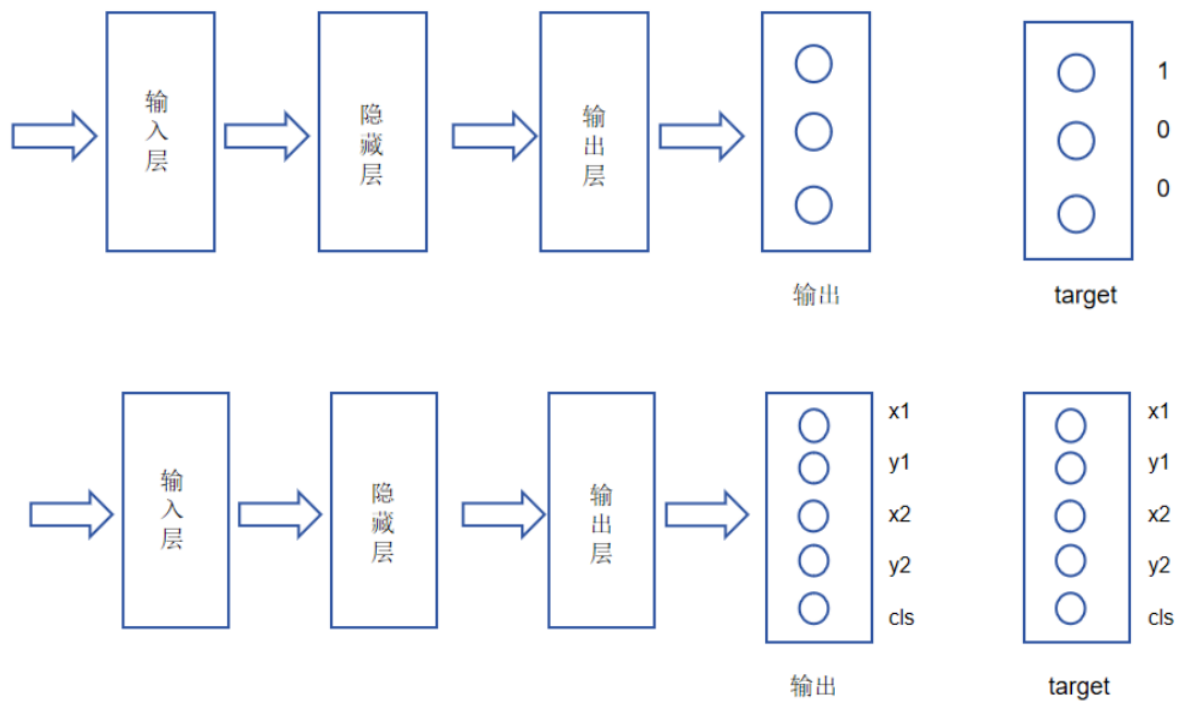 输入层
隐藏层
输出层
1
0
0
输出
target
输入层
隐藏层
输出层
x1
y1
x2
y2
cls
x1
y1
x2
y2
cls
输出
target